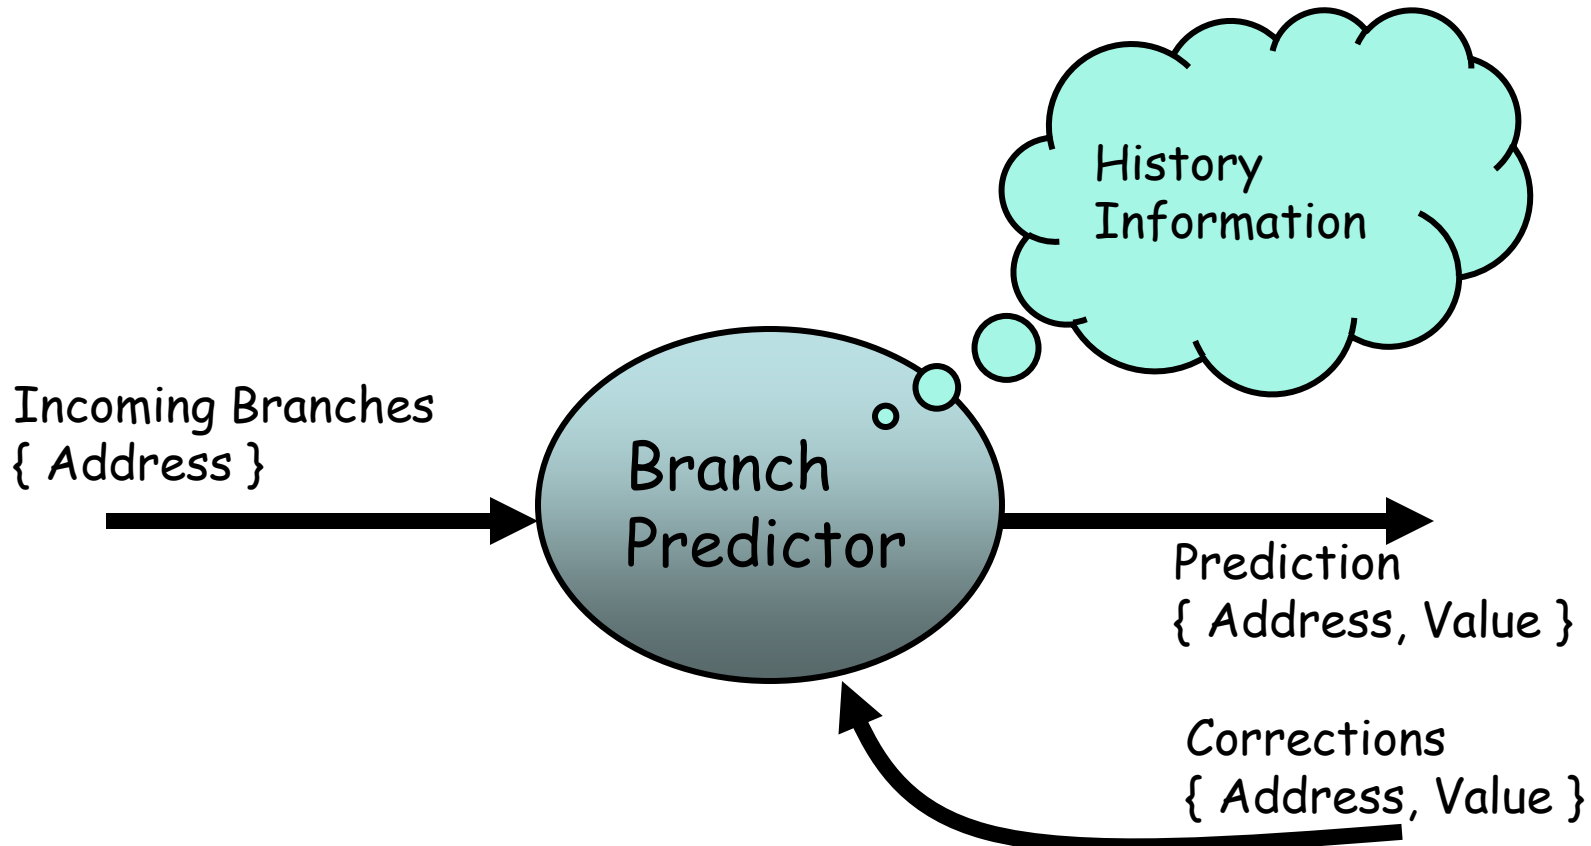 History
Information
Incoming Branches
{ Address }
Branch
Predictor
Prediction
{ Address, Value }
Corrections
{ Address, Value }